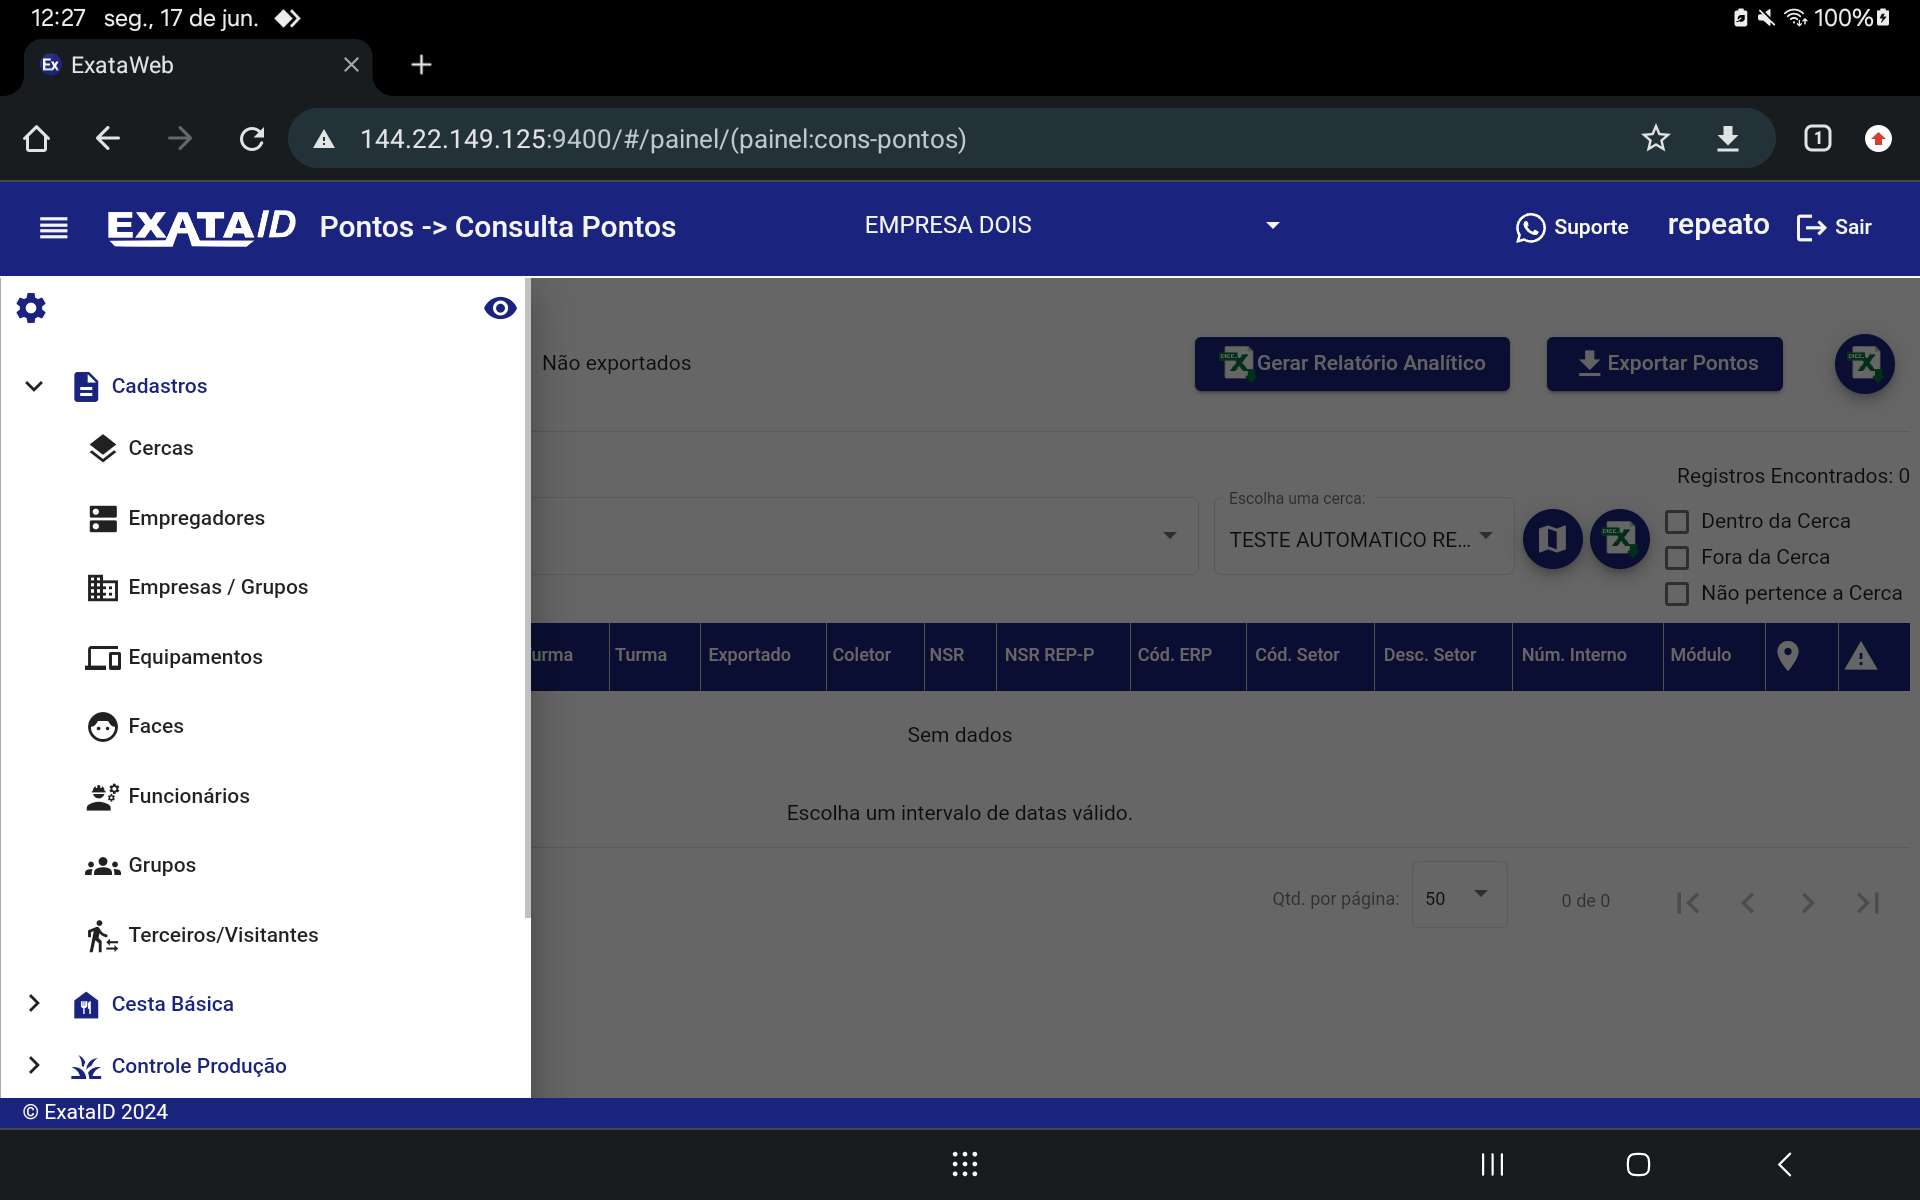 12:27 seg., 17 de jun. 100%
Ex ExataWeb
144.22.149.125:9400/#/painel/(painel:cons-pontos) 1
EXATA ID Pontos -> Consulta Pontos EMPRESA DOIS Suporte repeato Sair
Não exportados Gerar Relatório Analítico Exportar Pontos
Cadastros
Cercas
Empregadores
Empresas / Grupos
Equipamentos
Faces
Funcionários
Grupos
Terceiros/Visitantes
Cesta Básica
Controle Produção
Registros Encontrados: 0
Escolha uma cerca:
TESTE AUTOMATICO RE...
Dentro da Cerca
Fora da Cerca
Não pertence a Cerca
urma Turma Exportado Coletor NSR NSR REP-P Cód. ERP Cód. Setor Desc. Setor Núm. Interno Módulo
Sem dados
Escolha um intervalo de datas válido.
Qtd. por página: 50 0 de 0
© ExataID 2024